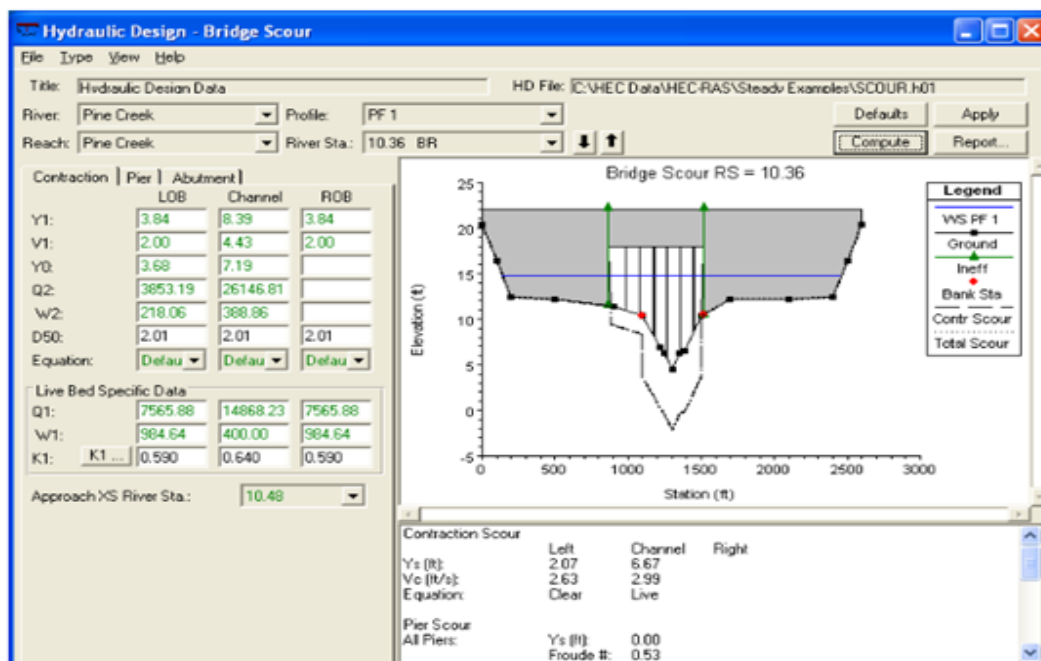 Hydraulic Design - Bridge Scour
File Type View Help
Title: Hydraulic Design Data HD File: C:\HEC Data\HEC-RAS\Steady Examples\SCOUR.h01
River: Pine Creek Profile: PF 1 Defaults Apply
Reach: Pine Creek River Sta.: 10.36 BR Compute Report...
Contraction Pier Abutment
LOB Channel ROB
Y1: 3.84 8.39 3.84
V1: 2.00 4.43 2.00
Y0: 3.68 7.19
Q2: 3853.19 26146.81
W2: 218.06 388.86
D50: 2.01 2.01 2.01
Equation: Defau Defau Defau
Live Bed Specific Data
Q1: 7565.88 14868.23 7565.88
W1: 984.64 400.00 984.64
K1: K1 ... 0.590 0.640 0.590
Approach XS River Sta.: 10.48
Bridge Scour RS = 10.36
Elevation (ft)
25
20
15
10
5
0
-5
0 500 1000 1500 2000 2500 3000
Station (ft)
Legend
WS PF 1
Ground
Ineff
Bank Sta
Contr Scour
Total Scour
Contraction Scour
Left Channel Right
Ys (ft): 2.07 6.67
Vc (ft/s): 2.63 2.99
Equation: Clear Live
Pier Scour
All Piers: Ys (ft): 0.00
Froude #: 0.53